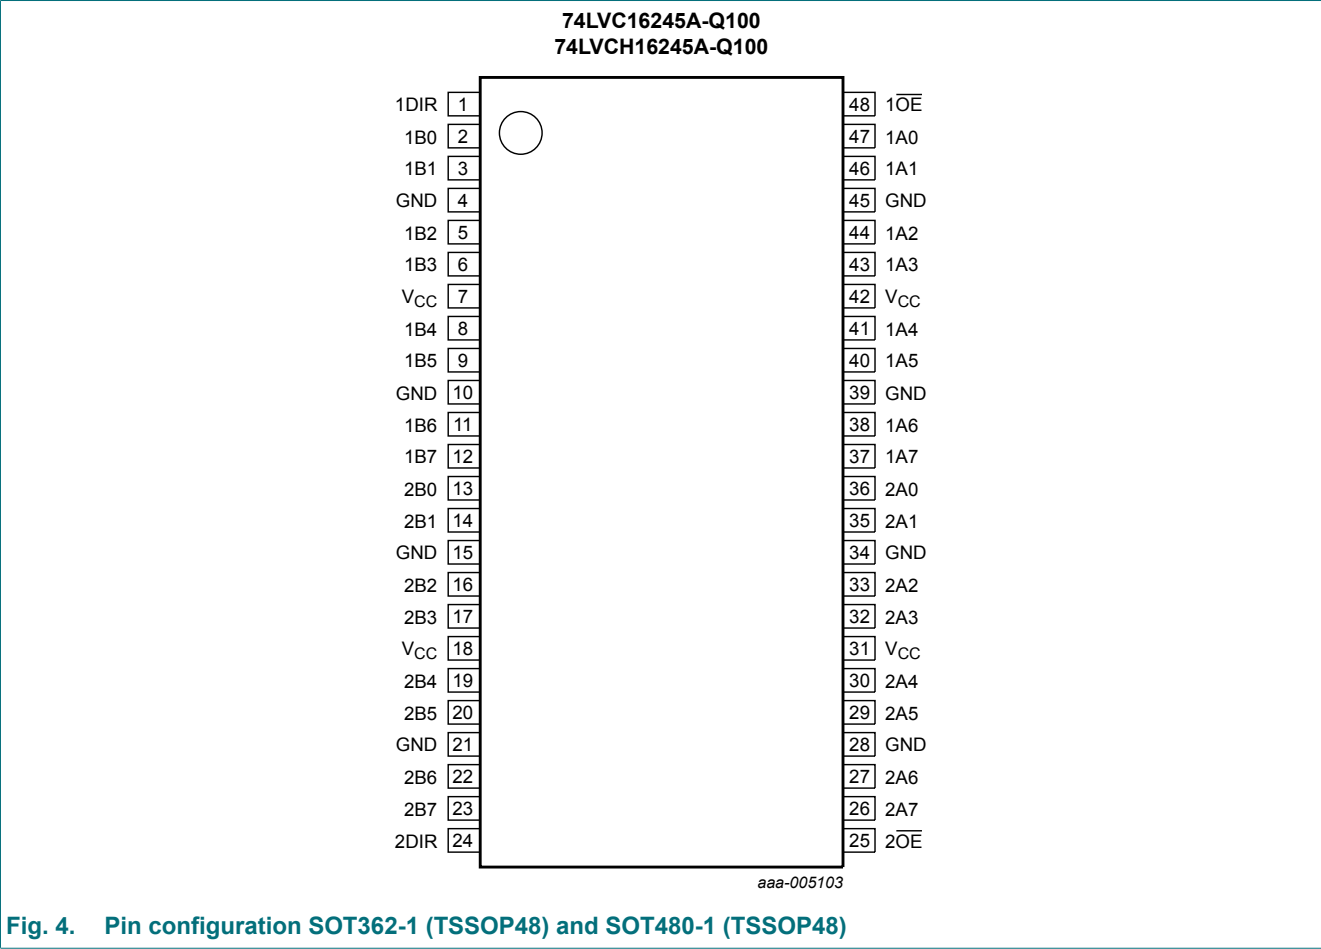 74LVC16245A-Q100
74LVCH16245A-Q100
1DIR 1 48 1O̅E̅
1B0 2 47 1A0
1B1 3 46 1A1
GND 4 45 GND
1B2 5 44 1A2
1B3 6 43 1A3
VCC 7 42 VCC
1B4 8 41 1A4
1B5 9 40 1A5
GND 10 39 GND
1B6 11 38 1A6
1B7 12 37 1A7
2B0 13 36 2A0
2B1 14 35 2A1
GND 15 34 GND
2B2 16 33 2A2
2B3 17 32 2A3
VCC 18 31 VCC
2B4 19 30 2A4
2B5 20 29 2A5
GND 21 28 GND
2B6 22 27 2A6
2B7 23 26 2A7
2DIR 24 25 2O̅E̅
aaa-005103
Fig. 4. Pin configuration SOT362-1 (TSSOP48) and SOT480-1 (TSSOP48)